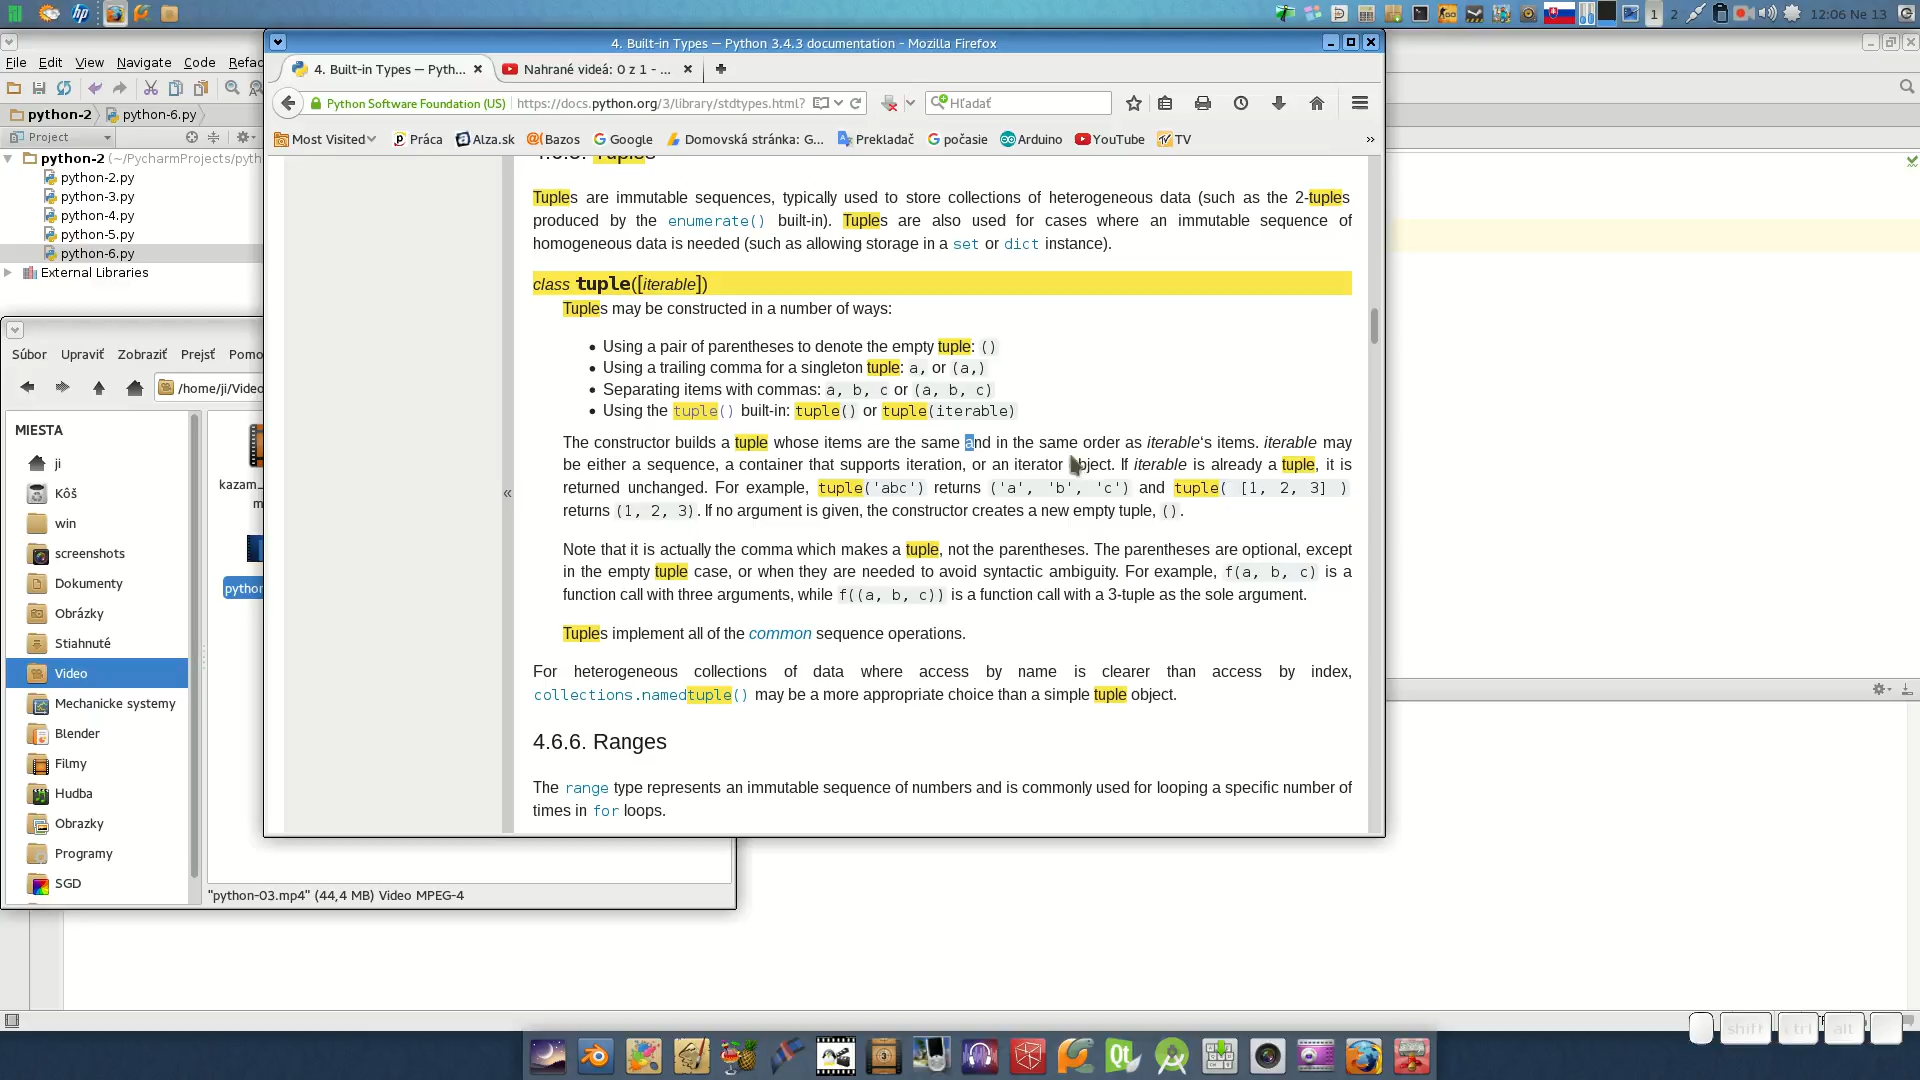 12:06 Ne 13
4. Built-in Types — Python 3.4.3 documentation - Mozilla Firefox
File Edit View Navigate Code Refac
4. Built-in Types — Pyth...
Nahrané videá: 0 z 1 - ...
python-2 python-6.py
Python Software Foundation (US) https://docs.python.org/3/library/stdtypes.html?
Hľadať
Project
Most Visited Práca Alza.sk Bazos Google Domovská stránka: G... Prekladač počasie Arduino YouTube TV »
python-2 (~/PycharmProjects/pyth
python-2.py
python-3.py
python-4.py
python-5.py
python-6.py
External Libraries
Tuples are immutable sequences, typically used to store collections of heterogeneous data (such as the 2-tuples
produced by the enumerate() built-in). Tuples are also used for cases where an immutable sequence of
homogeneous data is needed (such as allowing storage in a set or dict instance).
class tuple([iterable])
Tuples may be constructed in a number of ways:
Using a pair of parentheses to denote the empty tuple: ()
Using a trailing comma for a singleton tuple: a, or (a,)
Separating items with commas: a, b, c or (a, b, c)
Using the tuple() built-in: tuple() or tuple(iterable)
The constructor builds a tuple whose items are the same and in the same order as iterable's items. iterable may
be either a sequence, a container that supports iteration, or an iterator object. If iterable is already a tuple, it is
returned unchanged. For example, tuple('abc') returns ('a', 'b', 'c') and tuple( [1, 2, 3] )
returns (1, 2, 3). If no argument is given, the constructor creates a new empty tuple, ().
Note that it is actually the comma which makes a tuple, not the parentheses. The parentheses are optional, except
in the empty tuple case, or when they are needed to avoid syntactic ambiguity. For example, f(a, b, c) is a
function call with three arguments, while f((a, b, c)) is a function call with a 3-tuple as the sole argument.
Tuples implement all of the common sequence operations.
For heterogeneous collections of data where access by name is clearer than access by index,
collections.namedtuple() may be a more appropriate choice than a simple tuple object.
4.6.6. Ranges
The range type represents an immutable sequence of numbers and is commonly used for looping a specific number of
times in for loops.
Súbor Upraviť Zobraziť Prejsť Pomo
/home/ji/Video
MIESTA
ji
Kôš
win
screenshots
Dokumenty
Obrázky
Stiahnuté
Video
Mechanicke systemy
Blender
Filmy
Hudba
Obrazky
Programy
SGD
kazam_
m
python
"python-03.mp4" (44,4 MB) Video MPEG-4
shift ctrl alt